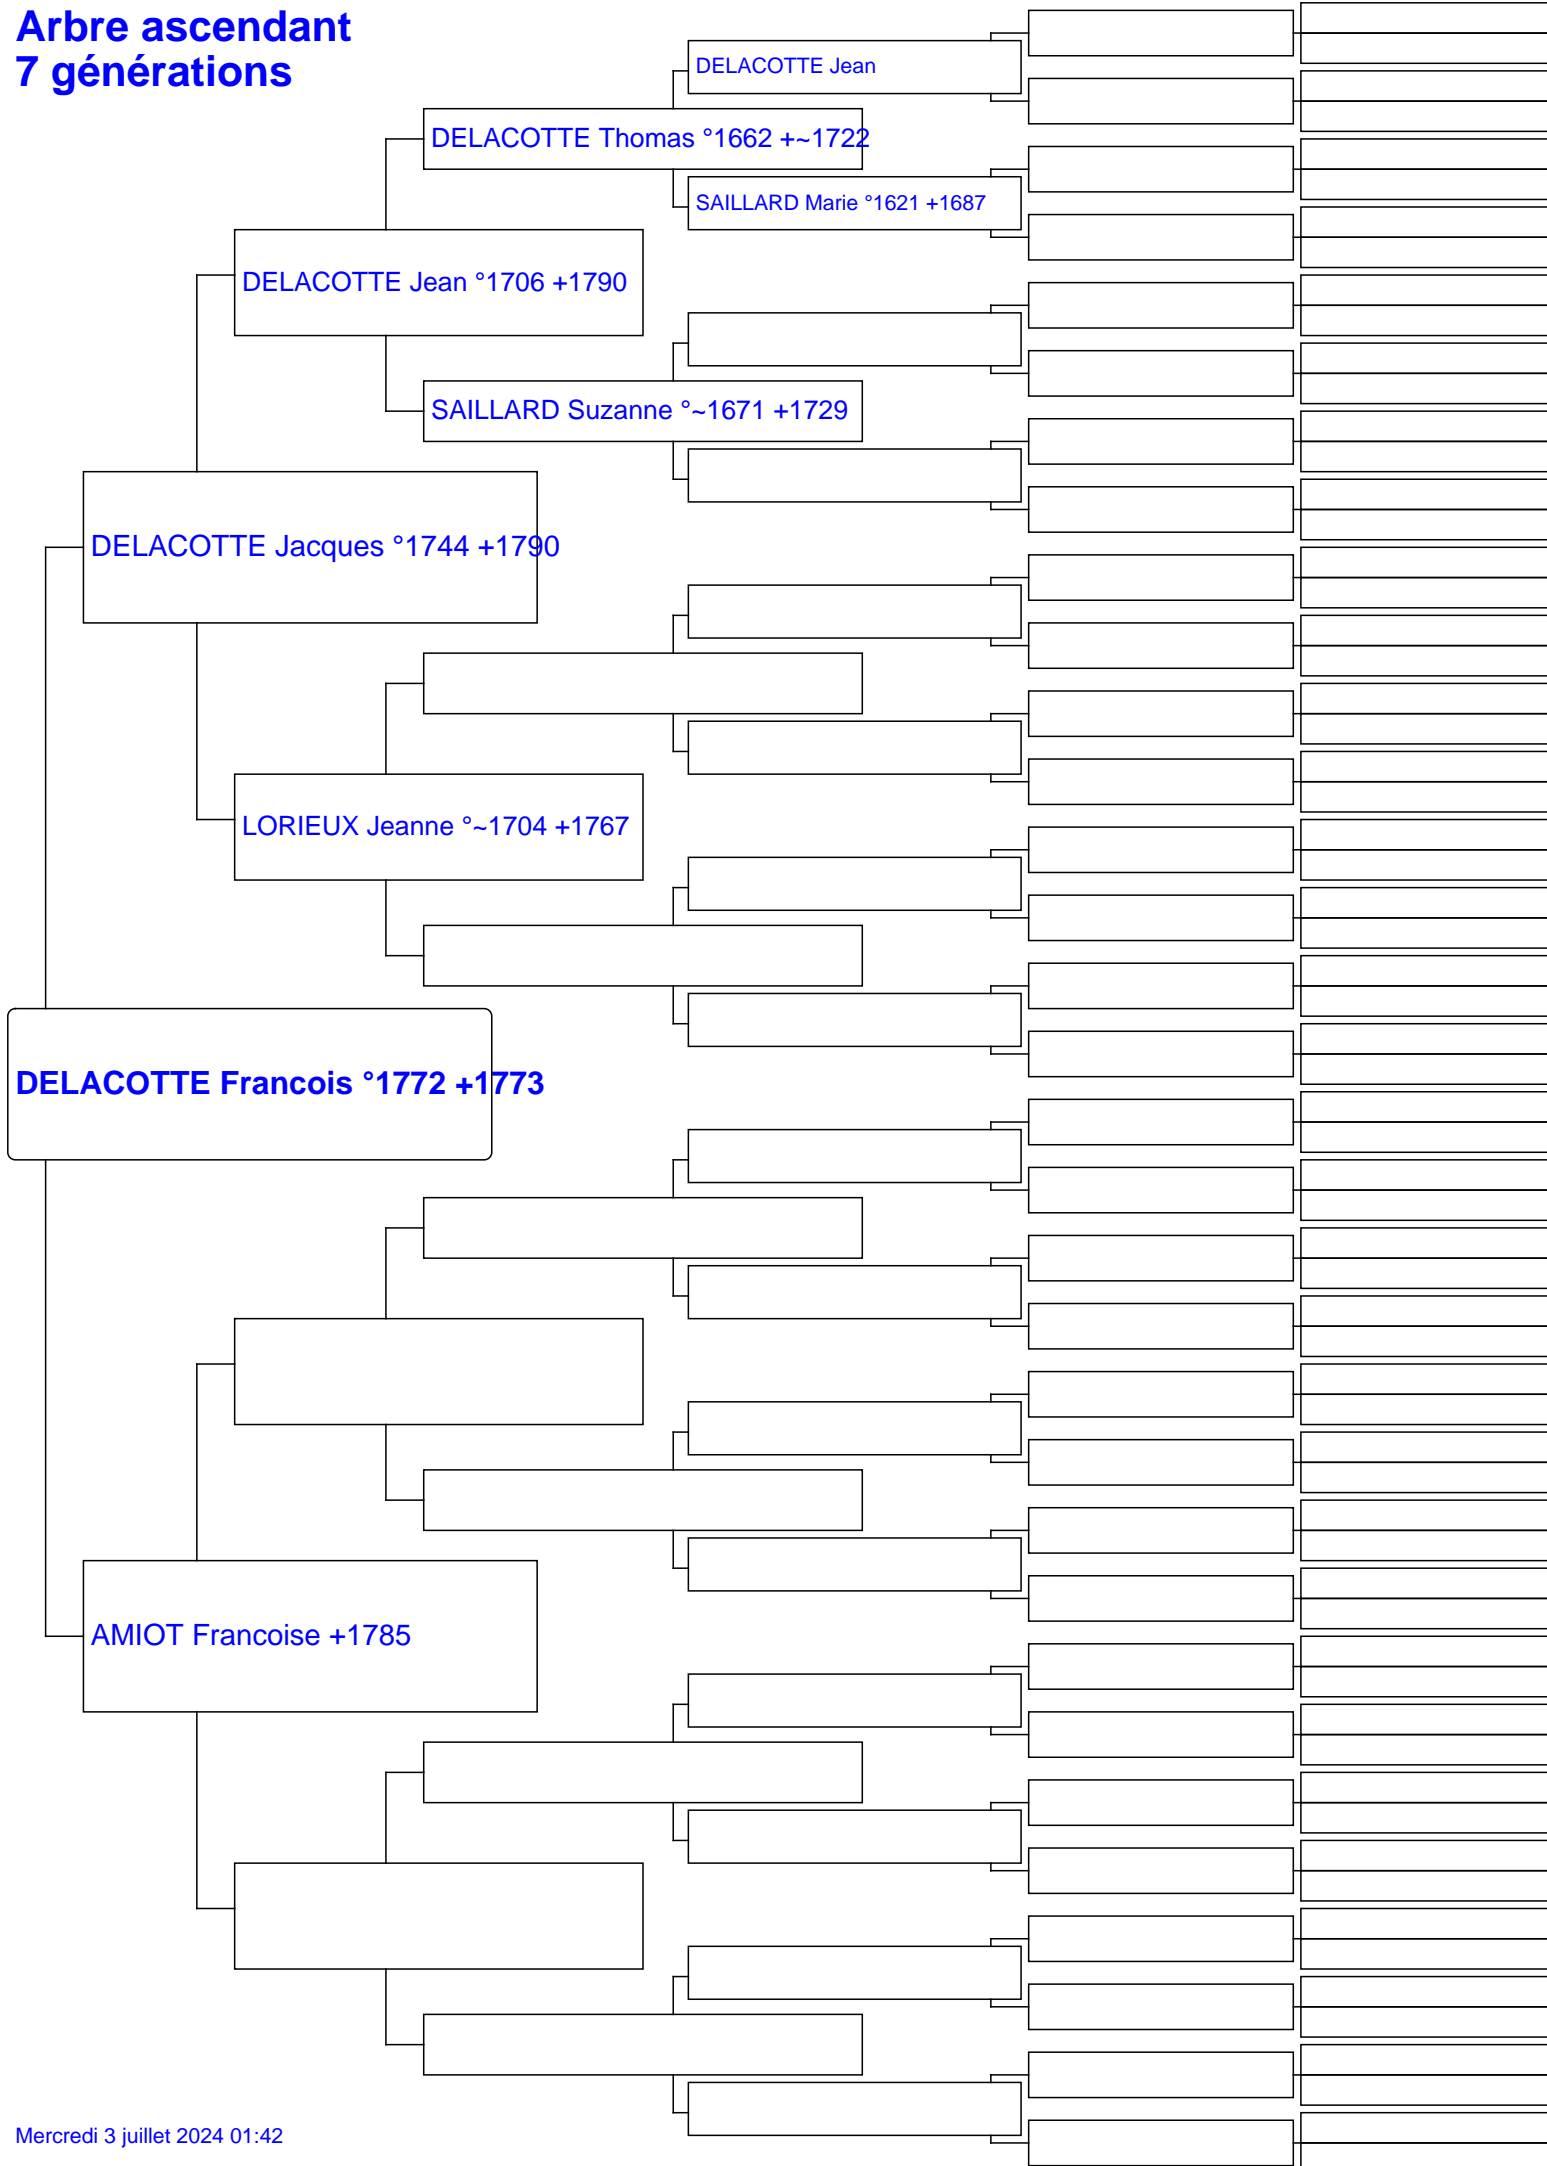 Arbre ascendant
7 générations
DELACOTTE Jean
DELACOTTE Thomas °1662 +~1722
SAILLARD Marie °1621 +1687
DELACOTTE Jean °1706 +1790
SAILLARD Suzanne °~1671 +1729
DELACOTTE Jacques °1744 +1790
LORIEUX Jeanne °~1704 +1767
DELACOTTE Francois °1772 +1773
AMIOT Francoise +1785
Mercredi 3 juillet 2024 01:42